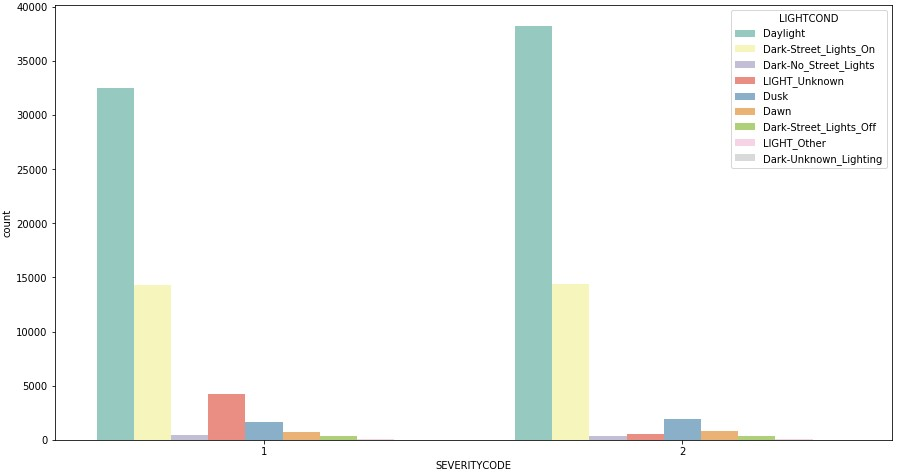 40000
35000
30000
25000
20000
15000
10000
5000
0
count
1
2
SEVERITYCODE
LIGHTCOND
Daylight
Dark-Street_Lights_On
Dark-No_Street_Lights
LIGHT_Unknown
Dusk
Dawn
Dark-Street_Lights_Off
LIGHT_Other
Dark-Unknown_Lighting